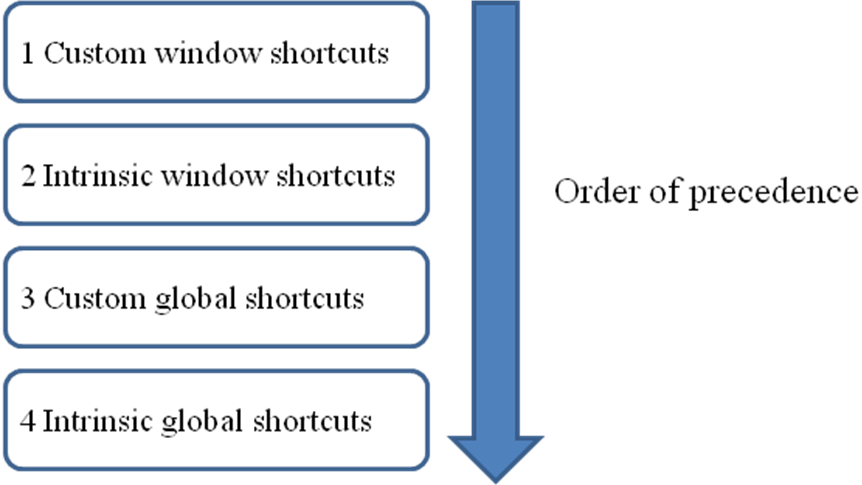 1 Custom window shortcuts
2 Intrinsic window shortcuts
Order of precedence
3 Custom global shortcuts
4 Intrinsic global shortcuts